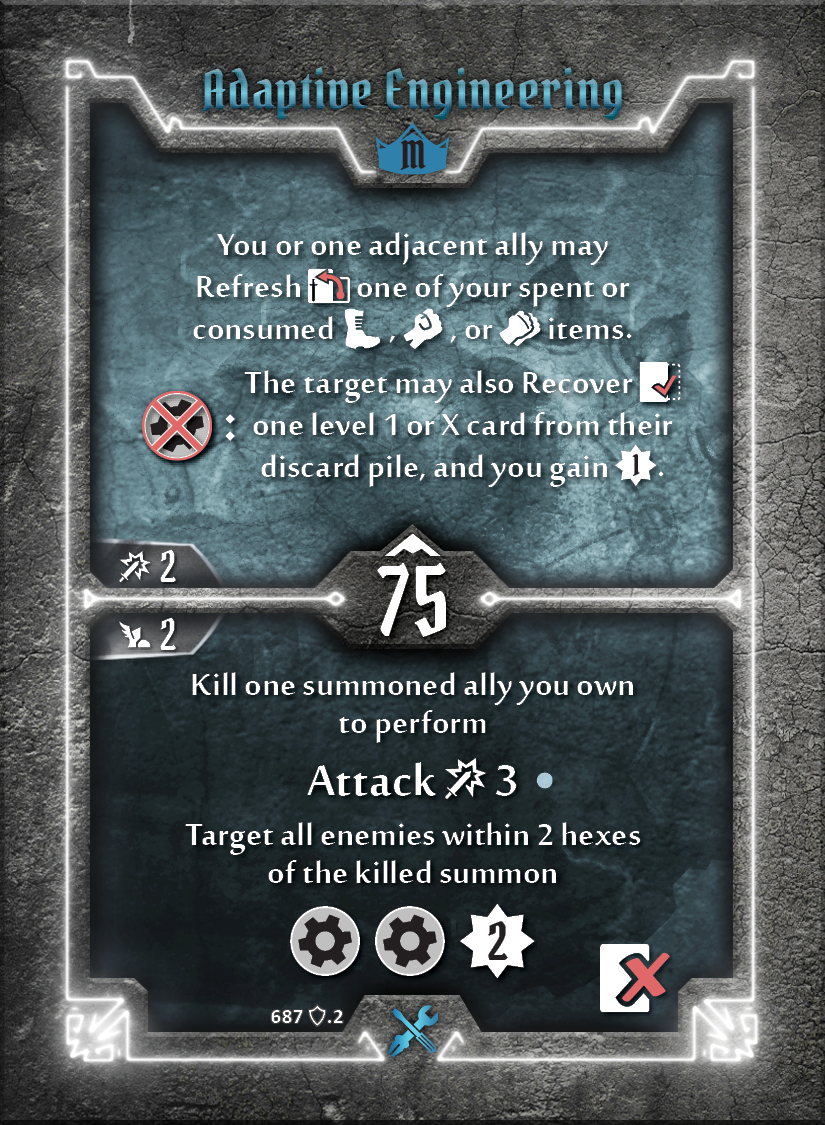 Adaptive Engineering
M
You or one adjacent ally may
Refresh one of your spent or
consumed , , or items.
The target may also Recover
: one level 1 or X card from their
discard pile, and you gain 1.
2
75
2
Kill one summoned ally you own
to perform
Attack 3
Target all enemies within 2 hexes
of the killed summon
2
687 .2